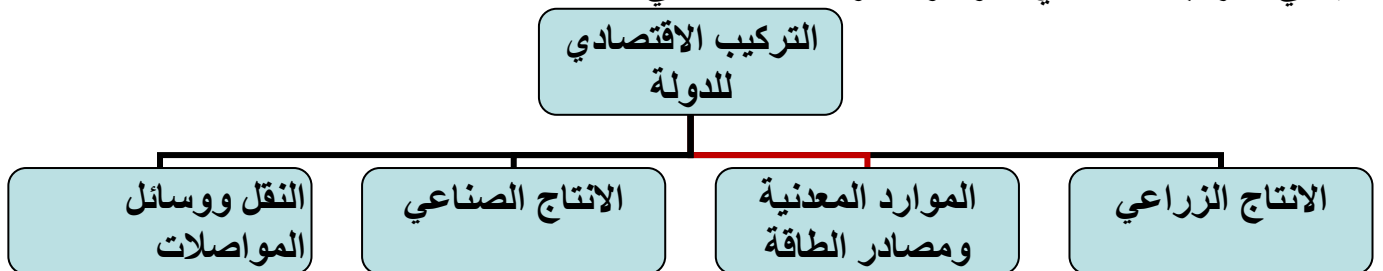 التركيب الاقتصادي
للدولة
الانتاج الزراعي
الموارد المعدنية
ومصادر الطاقة
الانتاج الصناعي
النقل ووسائل
المواصلات